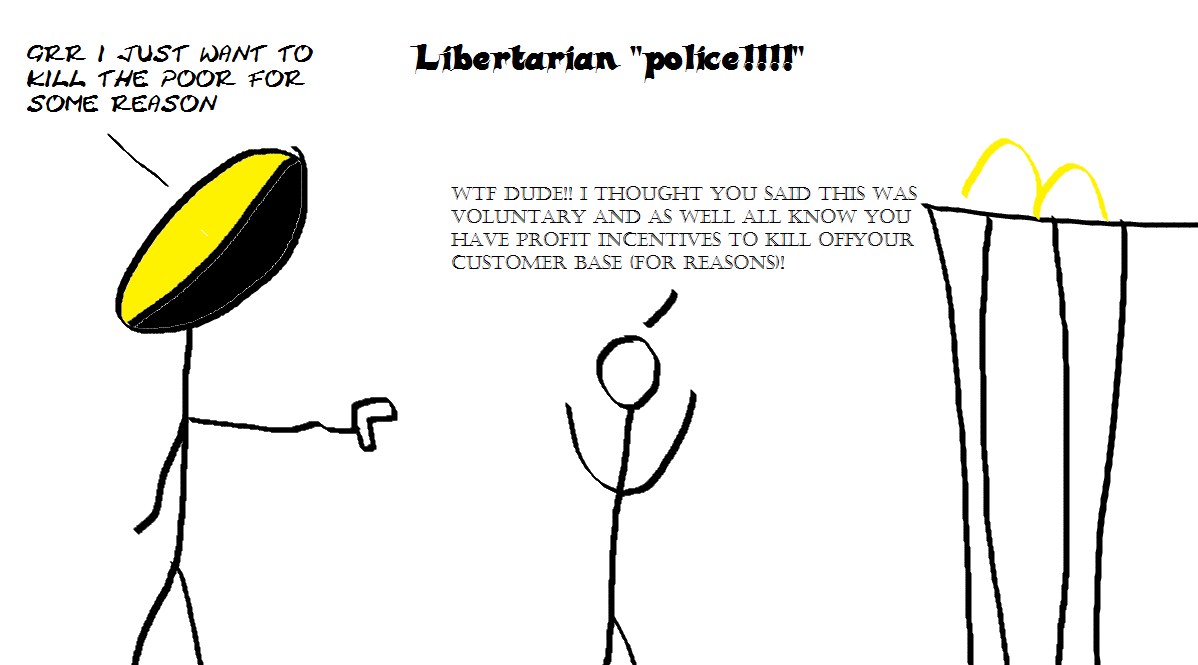 GRR I JUST WANT TO
KILL THE POOR FOR
SOME REASON
Libertarian "police!!!!"
WTF DUDE!! I THOUGHT YOU SAID THIS WAS
VOLUNTARY AND AS WELL ALL KNOW YOU
HAVE PROFIT INCENTIVES TO KILL OFFYOUR
CUSTOMER BASE (FOR REASONS)!